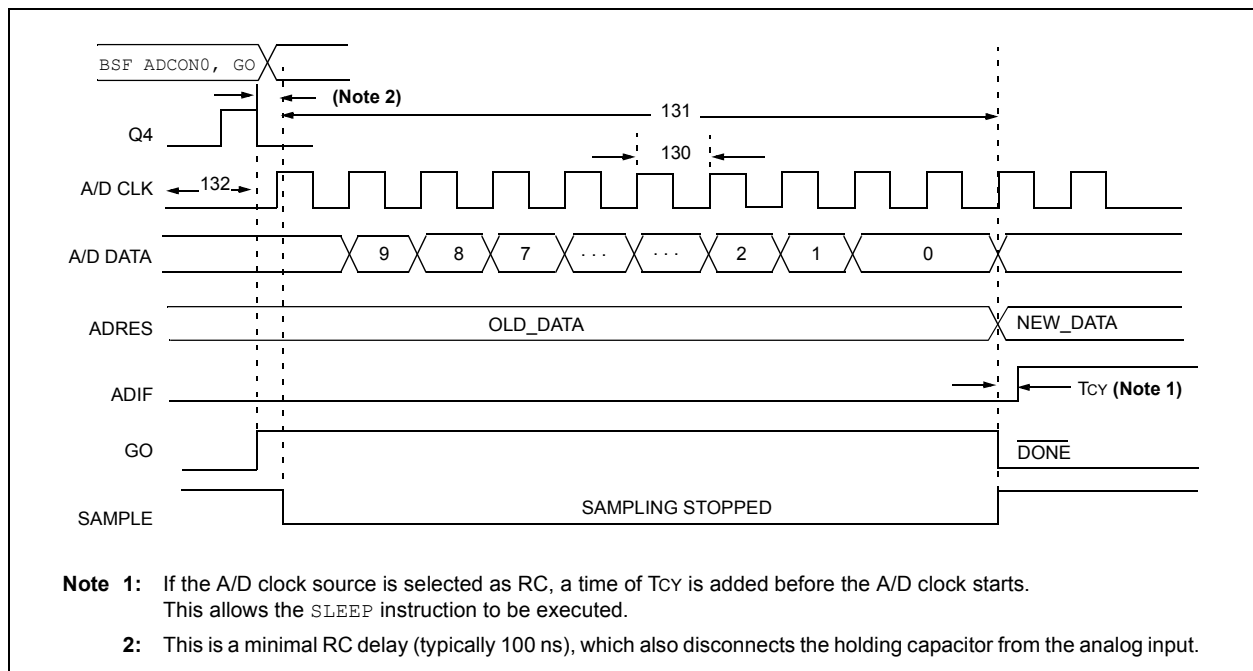 BSF ADCON0, GO
(Note 2)
131
Q4
130
A/D CLK
132
A/D DATA
9 8 7 . . . . . . 2 1 0
ADRES
OLD_DATA
NEW_DATA
ADIF
TCY (Note 1)
GO
DONE
SAMPLE
SAMPLING STOPPED
Note 1: If the A/D clock source is selected as RC, a time of TCY is added before the A/D clock starts.
This allows the SLEEP instruction to be executed.
2: This is a minimal RC delay (typically 100 ns), which also disconnects the holding capacitor from the analog input.